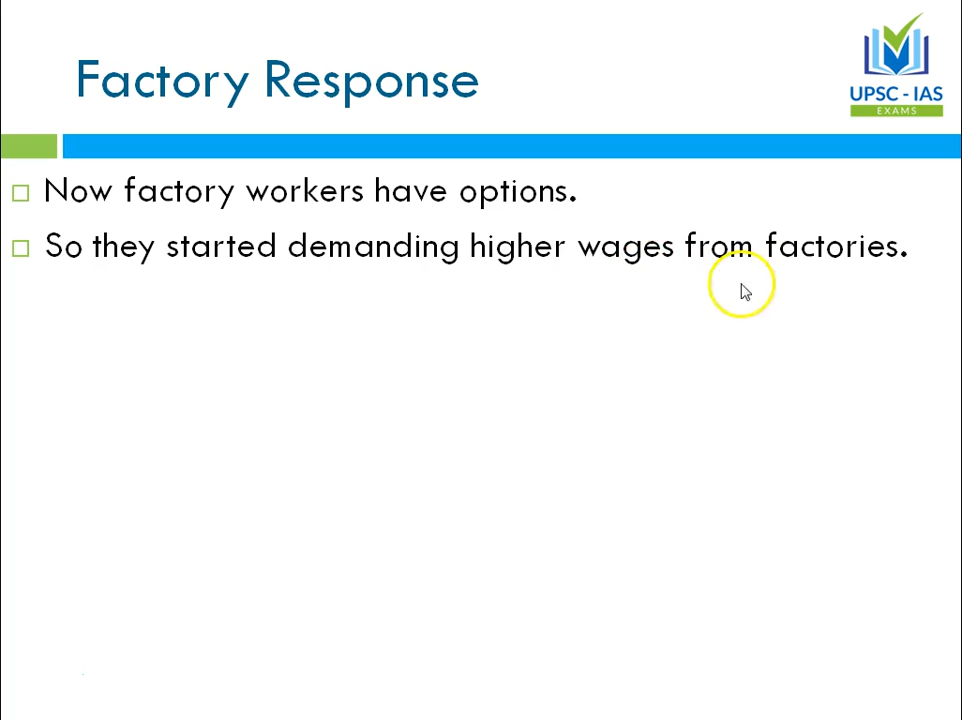 Factory Response
UPSC - IAS
EXAMS
Now factory workers have options.
So they started demanding higher wages from factories.